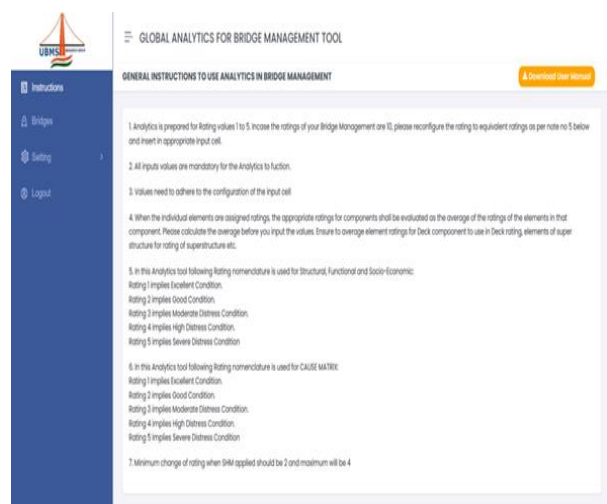 UBMS
GLOBAL ANALYTICS FOR BRIDGE MANAGEMENT TOOL
GENERAL INSTRUCTIONS TO USE ANALYTICS IN BRIDGE MANAGEMENT
Download User Manual
Instructions
Bridges
Setting
Logout
1. Analytics is prepared for Rating values 1 to 5. Incase the ratings of your Bridge Management are 10, please reconfigure the rating to equivalent ratings as per note no 5 below
and insert in appropriate input cell.
2. All inputs values are mandatory for the Analytics to fuction.
3. Values need to adhere to the configuration of the input cell
4. When the individual elements are assigned ratings, the appropriate ratings for components shall be evaluated as the average of the ratings of the elements in that
component. Please calculate the average before you input the values. Ensure to average element ratings for Deck compoonent to use in Deck rating, elements of super
structure for rating of superstructure etc.
5. In this Analytics tool following Rating nomenclature is used for Structural, Functional and Socio-Economic:
Rating 1 implies Excellent Condition.
Rating 2 implies Good Condition.
Rating 3 implies Moderate Distress Condition.
Rating 4 implies High Distress Condition.
Rating 5 implies Severe Distress Condition
6. In this Analytics tool following Rating nomenclature is used for CAUSE MATRIX:
Rating 1 implies Excellent Condition.
Rating 2 implies Good Condition.
Rating 3 implies Moderate Distress Condition.
Rating 4 implies High Distress Condition.
Rating 5 implies Severe Distress Condition
7. Minimum change of rating when SHM applied should be 2 and maximum will be 4